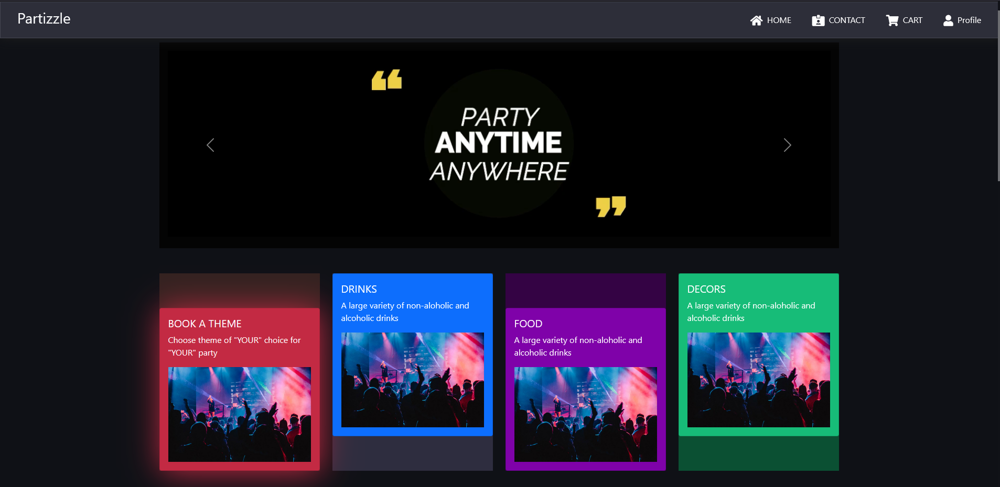 Partizzle
HOME
CONTACT
CART
Profile
“
PARTY
ANYTIME
ANYWHERE
”
BOOK A THEME
Choose theme of "YOUR" choice for
"YOUR" party
DRINKS
A large variety of non-aloholic and
alcoholic drinks
FOOD
A large variety of non-aloholic and
alcoholic drinks
DECORS
A large variety of non-aloholic and
alcoholic drinks